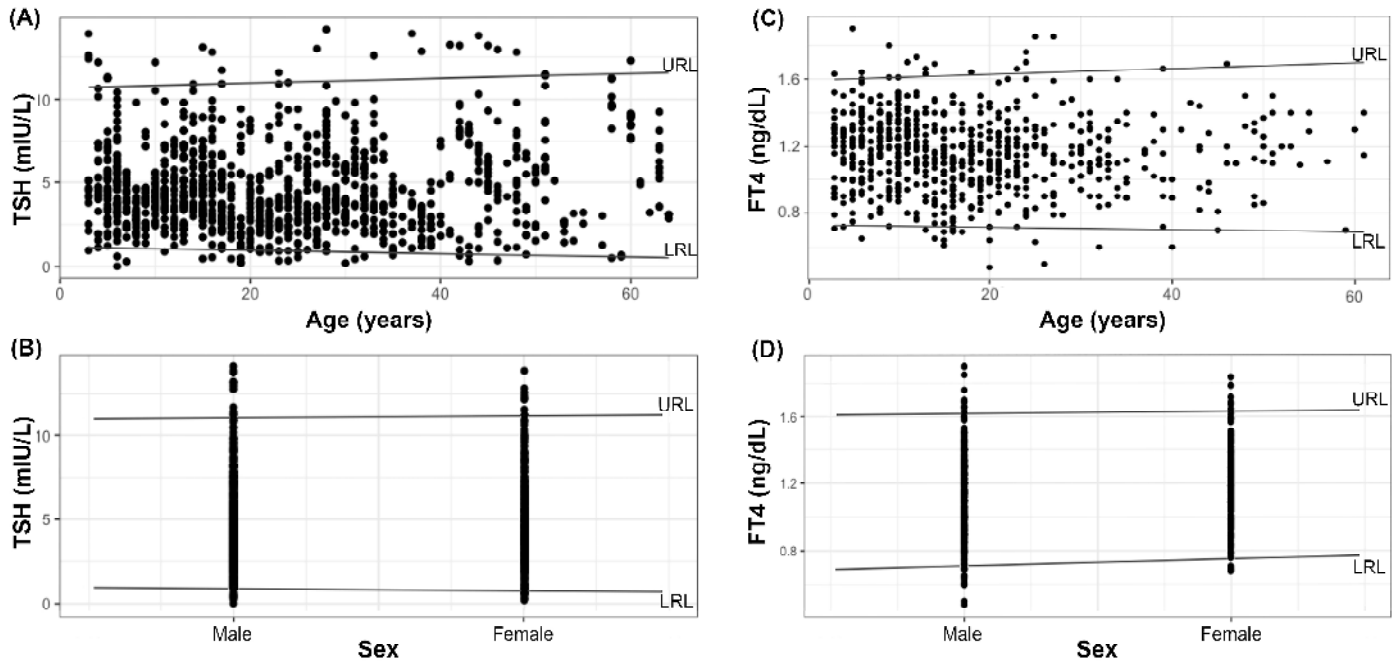 (A)
TSH (mIU/L)
10
5
0
URL
LRL
0
20
40
60
Age (years)
(C)
FT4 (ng/dL)
1.6
1.2
0.8
URL
LRL
0
20
40
60
Age (years)
(B)
TSH (mIU/L)
10
5
0
URL
LRL
Male
Female
Sex
(D)
FT4 (ng/dL)
1.6
1.2
0.8
URL
LRL
Male
Female
Sex